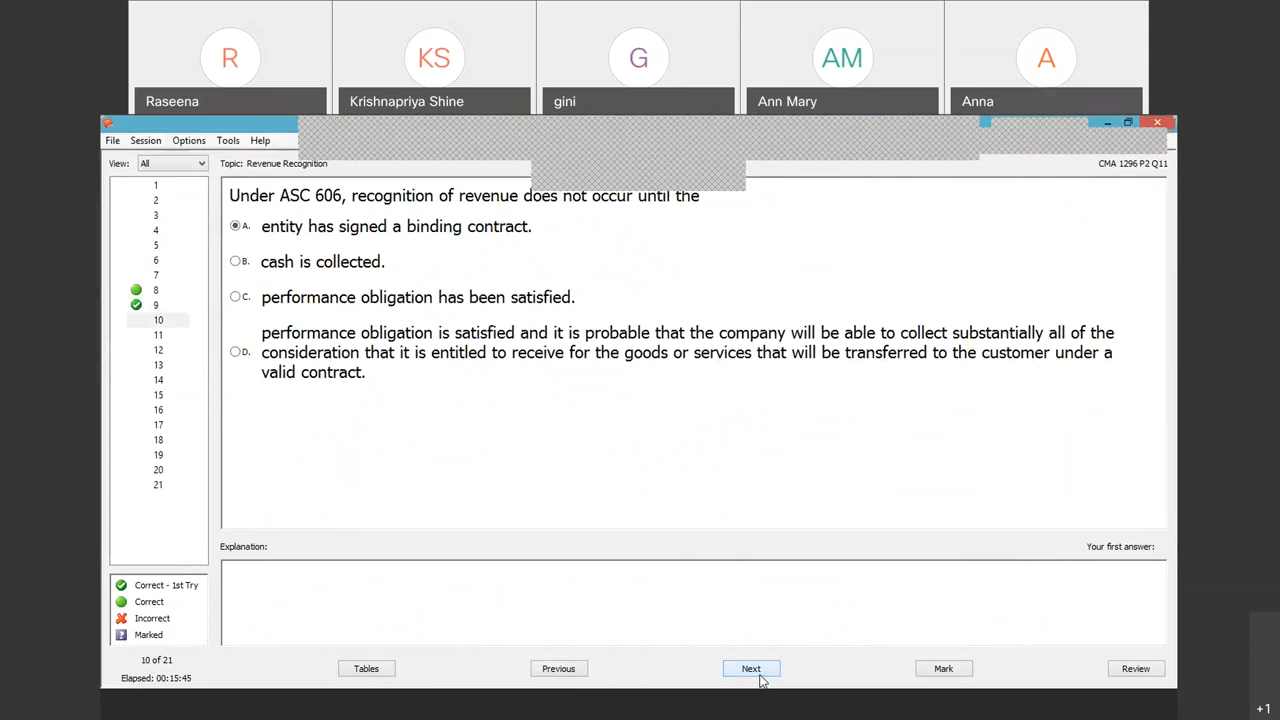 R
KS
G
AM
A
Raseena
Krishnapriya Shine
gini
Ann Mary
Anna
File Session Options Tools Help
View: All
Topic: Revenue Recognition
CMA 1296 P2 Q11
1
2
3
4
5
6
7
8
9
10
11
12
13
14
15
16
17
18
19
20
21
Under ASC 606, recognition of revenue does not occur until the
A. entity has signed a binding contract.
B. cash is collected.
C. performance obligation has been satisfied.
performance obligation is satisfied and it is probable that the company will be able to collect substantially all of the
D. consideration that it is entitled to receive for the goods or services that will be transferred to the customer under a
valid contract.
Explanation:
Your first answer:
Correct - 1st Try
Correct
Incorrect
Marked
10 of 21
Elapsed: 00:15:45
Tables
Previous
Next
Mark
Review
+1